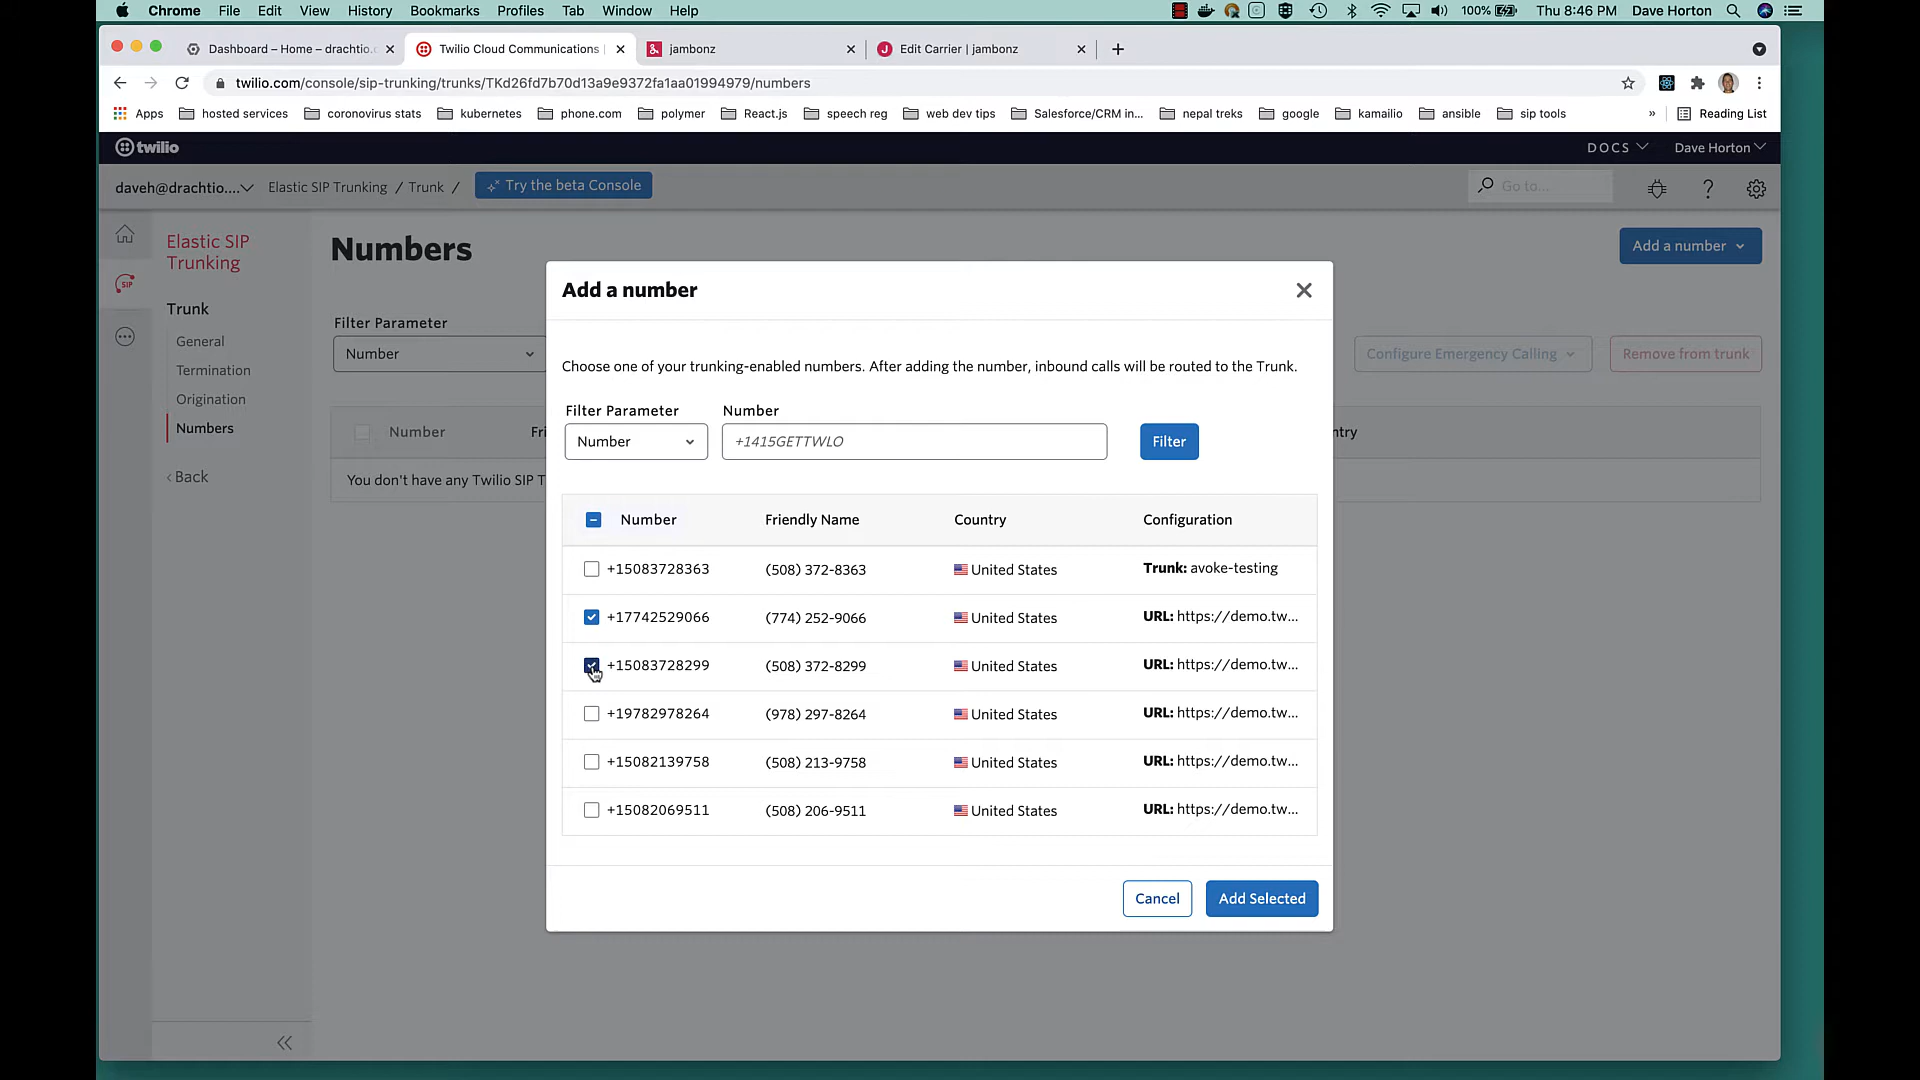 Chrome File Edit View History Bookmarks Profiles Tab Window Help 100% Thu 8:46 PM Dave Horton
Dashboard – Home – drachtio.c Twilio Cloud Communications | jambonz Edit Carrier | jambonz
twilio.com/console/sip-trunking/trunks/TKd26fd7b70d13a9e9372fa1aa01994979/numbers
Apps hosted services coronovirus stats kubernetes phone.com polymer React.js speech reg web dev tips Salesforce/CRM in... nepal treks google kamailio ansible sip tools » Reading List
twilio DOCS Dave Horton
daveh@drachtio.... Elastic SIP Trunking / Trunk / Try the beta Console Go to...
Elastic SIP
Trunking
SIP
Trunk
General
Termination
Origination
Numbers
‹ Back
Numbers
Add a number
Filter Parameter
Number
Configure Emergency Calling Remove from trunk
Number Fri ntry
You don't have any Twilio SIP T
Add a number
Choose one of your trunking-enabled numbers. After adding the number, inbound calls will be routed to the Trunk.
Filter Parameter Number
Number +1415GETTWLO Filter
Number Friendly Name Country Configuration
+15083728363 (508) 372-8363 United States Trunk: avoke-testing
+17742529066 (774) 252-9066 United States URL: https://demo.tw...
+15083728299 (508) 372-8299 United States URL: https://demo.tw...
+19782978264 (978) 297-8264 United States URL: https://demo.tw...
+15082139758 (508) 213-9758 United States URL: https://demo.tw...
+15082069511 (508) 206-9511 United States URL: https://demo.tw...
Cancel Add Selected